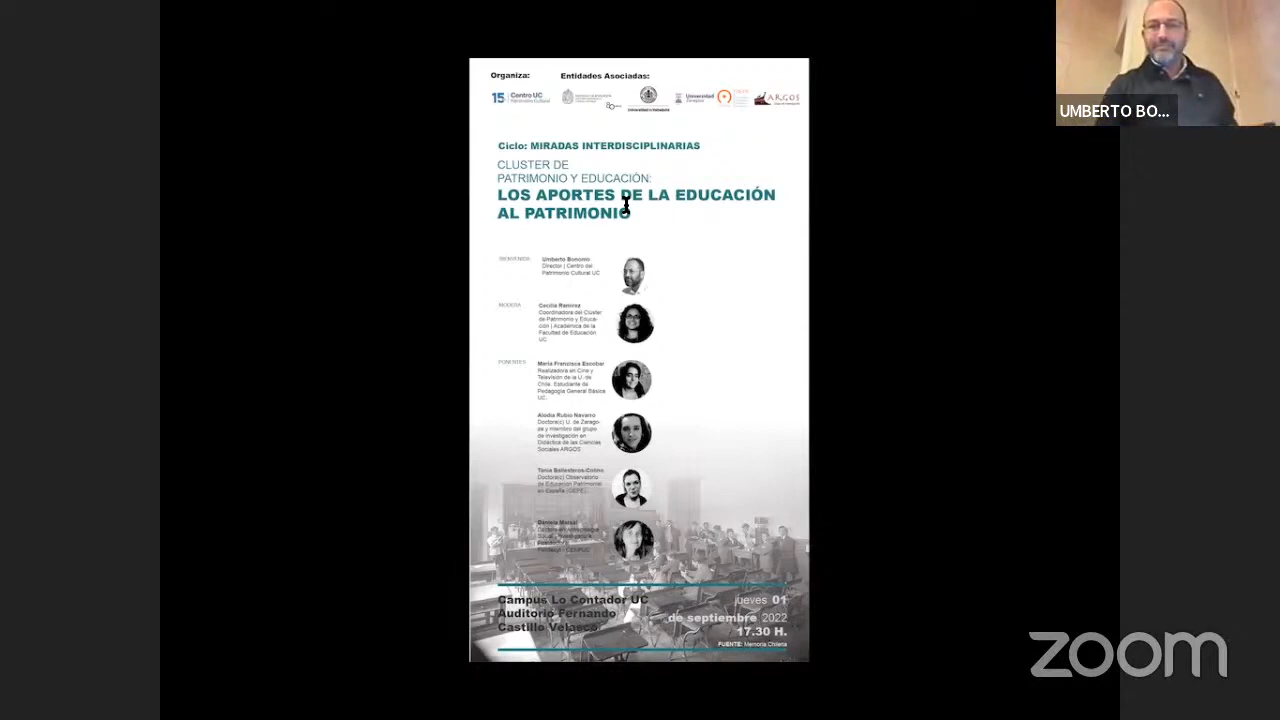 Organiza:
Entidades Asociadas:
15 Centro UC
Patrimonio Cultural
Universidad
Zaragoza
ARGOS
Ciclo: MIRADAS INTERDISCIPLINARIAS
CLUSTER DE
PATRIMONIO Y EDUCACIÓN:
LOS APORTES DE LA EDUCACIÓN
AL PATRIMONIO
BIENVENIDA
Umberto Bonomo
Director | Centro del
Patrimonio Cultural UC
MODERA
Cecilia Ramírez
Coordinadora del Cluster
de Patrimonio y Educa-
ción | Académica de la
Facultad de Educación
UC
PONENTES
María Francisca Escobar
Realizadora en Cine y
Televisión de la U. de
Chile. Estudiante de
Pedagogía General Básica
UC.
Alodia Rubio Navarro
Doctora(c) U. de Zarago-
za y miembro del grupo
de investigación en
Didáctica de las Ciencias
Sociales ARGOS
Tania Ballesteros-Colino
Doctora(c) Observatorio
de Educación Patrimonial
en España (OEPE).
Daniela
Campus Lo Contador UC
Auditorio Fernando
Castillo Velasco.
jueves 01
de septiembre 2022
17.30 H.
FUENTE: Memoria Chilena
UMBERTO BO...
zoom